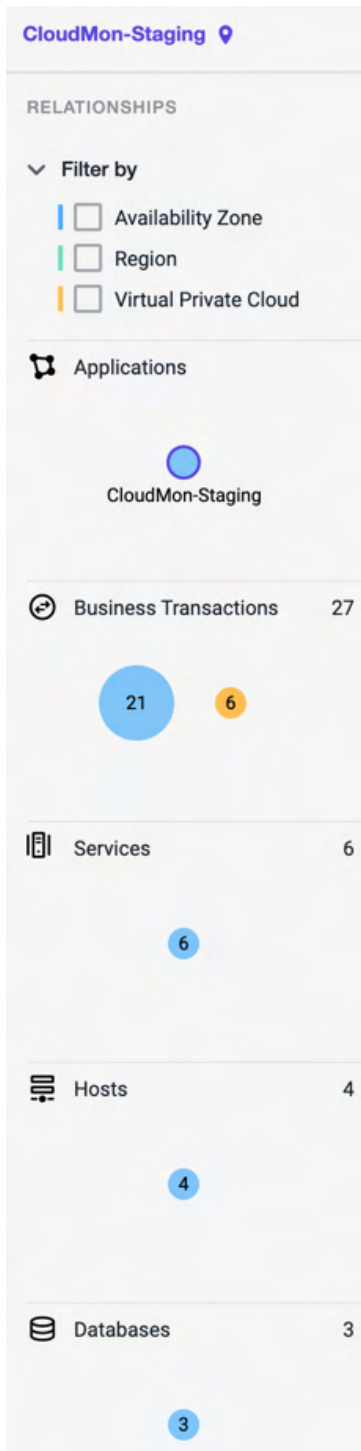 CloudMon-Staging
RELATIONSHIPS
Filter by
Availability Zone
Region
Virtual Private Cloud
Applications
CloudMon-Staging
Business Transactions 27
21 6
Services 6
6
Hosts 4
4
Databases 3
3